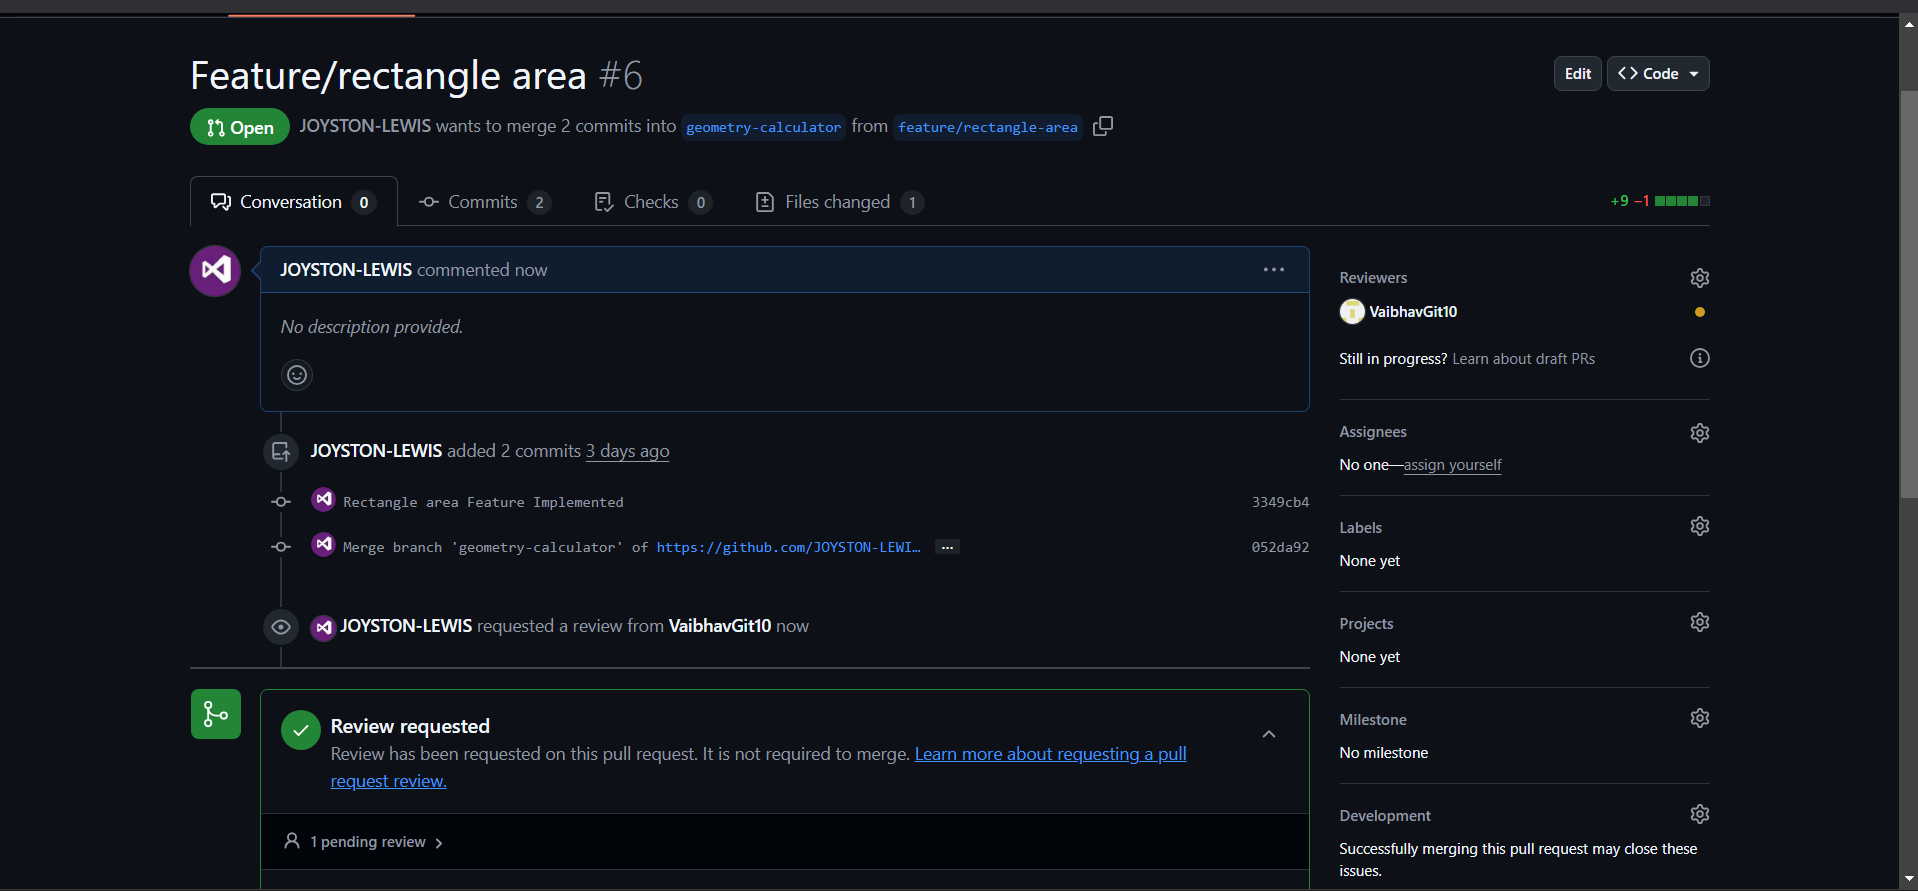 Feature/rectangle area #6
Edit
<> Code
Open
JOYSTON-LEWIS wants to merge 2 commits into geometry-calculator from feature/rectangle-area
Conversation 0
Commits 2
Checks 0
Files changed 1
+9 −1
JOYSTON-LEWIS commented now
No description provided.
JOYSTON-LEWIS added 2 commits 3 days ago
Rectangle area Feature Implemented
3349cb4
Merge branch 'geometry-calculator' of https://github.com/JOYSTON-LEWI… …
052da92
JOYSTON-LEWIS requested a review from VaibhavGit10 now
Review requested
Review has been requested on this pull request. It is not required to merge. Learn more about requesting a pull
request review.
1 pending review
Reviewers
VaibhavGit10
Still in progress? Learn about draft PRs
Assignees
No one—assign yourself
Labels
None yet
Projects
None yet
Milestone
No milestone
Development
Successfully merging this pull request may close these
issues.